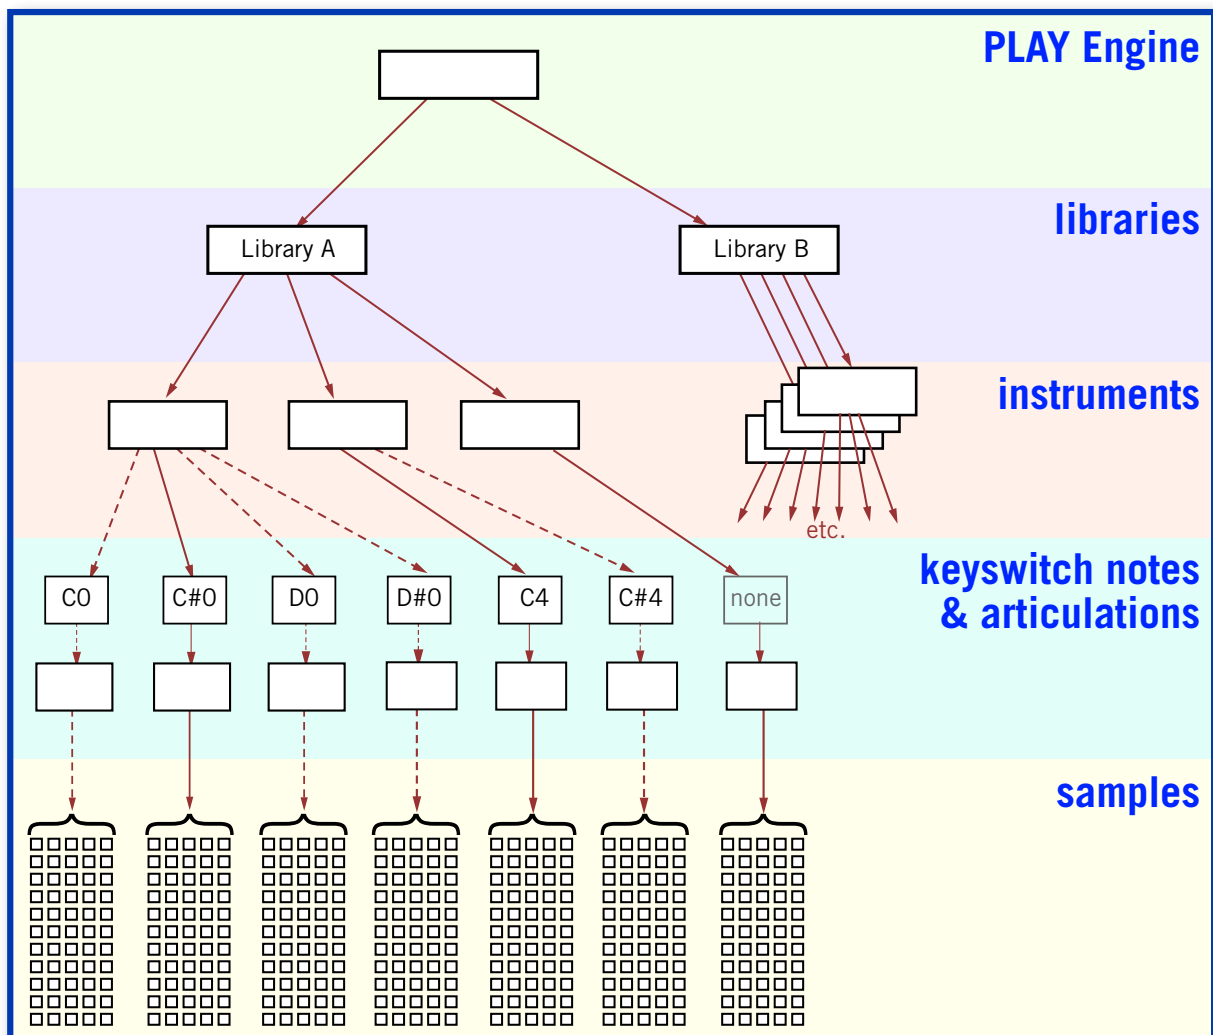 PLAY Engine
libraries
Library A
Library B
instruments
etc.
keyswitch notes
& articulations
C0
C#0
D0
D#0
C4
C#4
none
samples